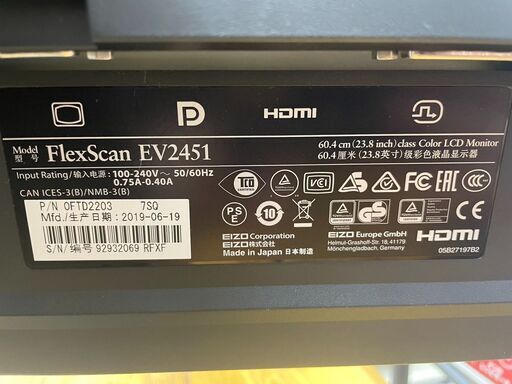 HDMI
Model
型号 FlexScan EV2451
60.4 cm (23.8 inch) class Color LCD Monitor
60.4 厘米 (23.8英寸) 级彩色液晶显示器
Input Rating/输入电源: 100-240V～ 50/60Hz
0.75A-0.40A
CAN ICES-3(B)/NMB-3(B)
P/N 0FTD2203 7SQ
Mfd./生产日期: 2019-06-19
S/N/编号 92932069 RFXF
TCO
VCI
PS
E
10
EIZO Corporation
EIZO株式会社
Made in Japan 日本制造
EIZO Europe GmbH
Helmut-Grashoff-Str. 18, 41179
Mönchengladbach, Germany
HDMI
05B27197B2